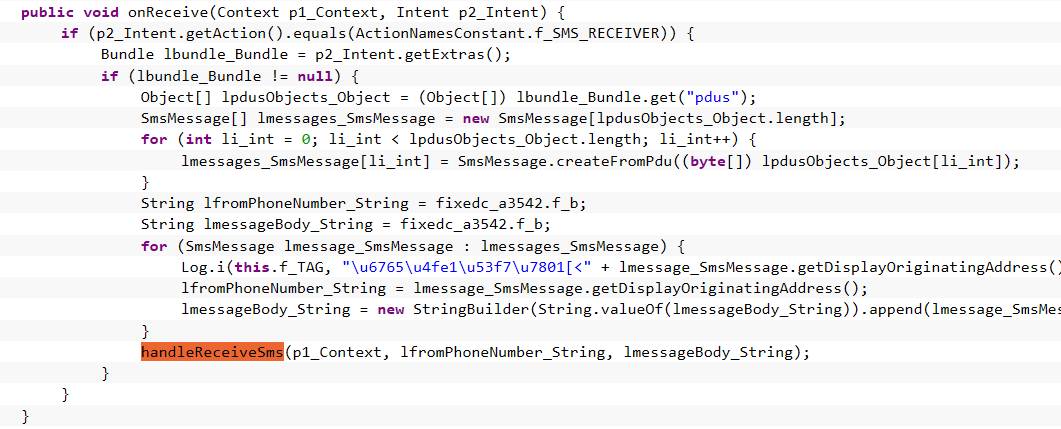 public void onReceive(Context p1_Context, Intent p2_Intent) {
if (p2_Intent.getAction().equals(ActionNamesConstant.f_SMS_RECEIVER)) {
Bundle lbundle_Bundle = p2_Intent.getExtras();
if (lbundle_Bundle != null) {
Object[] lpdusObjects_Object = (Object[]) lbundle_Bundle.get("pdus");
SmsMessage[] lmessages_SmsMessage = new SmsMessage[lpdusObjects_Object.length];
for (int li_int = 0; li_int < lpdusObjects_Object.length; li_int++) {
lmessages_SmsMessage[li_int] = SmsMessage.createFromPdu((byte[]) lpdusObjects_Object[li_int]);
}
String lfromPhoneNumber_String = fixedc_a3542.f_b;
String lmessageBody_String = fixedc_a3542.f_b;
for (SmsMessage lmessage_SmsMessage : lmessages_SmsMessage) {
Log.i(this.f_TAG, "\u6765\u4fe1\u53f7\u7801[<" + lmessage_SmsMessage.getDisplayOriginatingAddress()
lfromPhoneNumber_String = lmessage_SmsMessage.getDisplayOriginatingAddress();
lmessageBody_String = new StringBuilder(String.valueOf(lmessageBody_String)).append(lmessage_SmsMes
}
handleReceiveSms(p1_Context, lfromPhoneNumber_String, lmessageBody_String);
}
}
}